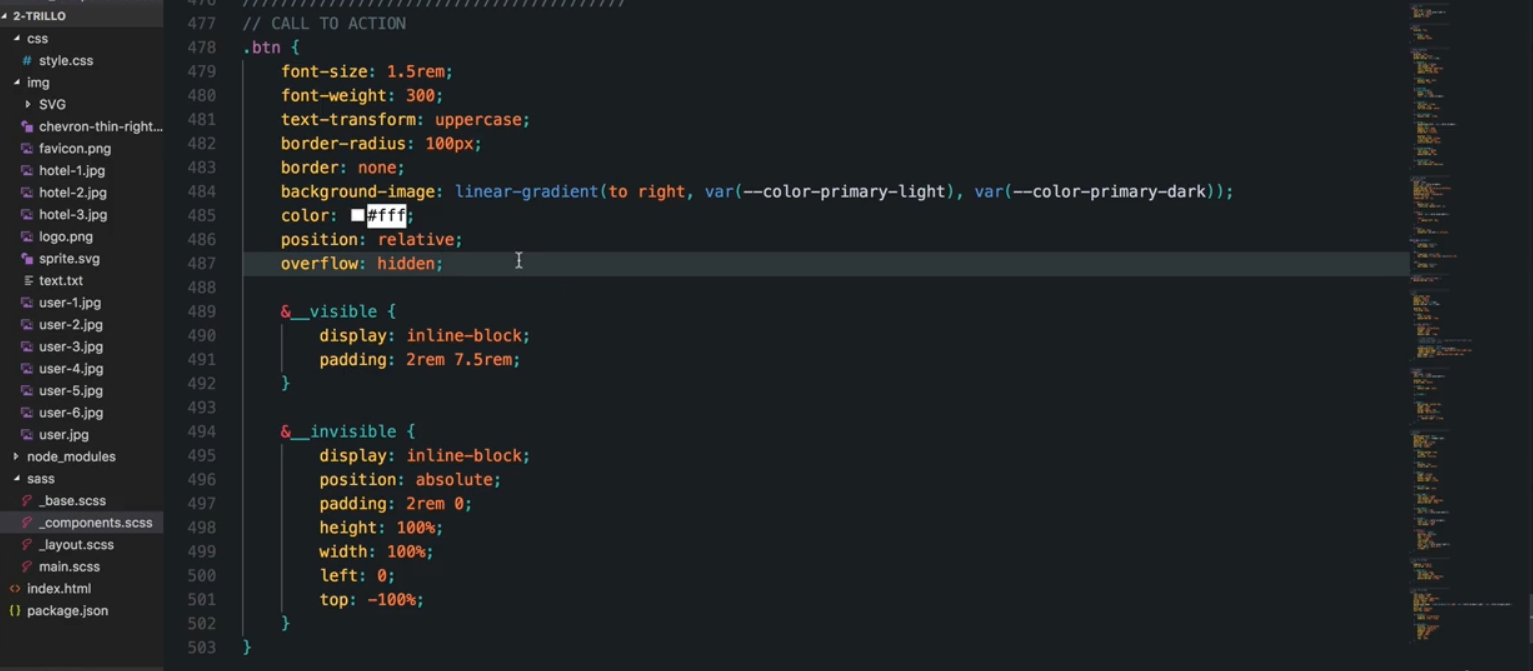 2-TRILLO
css
# style.css
img
SVG
chevron-thin-right...
favicon.png
hotel-1.jpg
hotel-2.jpg
hotel-3.jpg
logo.png
sprite.svg
text.txt
user-1.jpg
user-2.jpg
user-3.jpg
user-4.jpg
user-5.jpg
user-6.jpg
user.jpg
node_modules
sass
_base.scss
_components.scss
_layout.scss
main.scss
<> index.html
{} package.json
476 ////////////////////////////////////////
477 // CALL TO ACTION
478 .btn {
479     font-size: 1.5rem;
480     font-weight: 300;
481     text-transform: uppercase;
482     border-radius: 100px;
483     border: none;
484     background-image: linear-gradient(to right, var(--color-primary-light), var(--color-primary-dark));
485     color: #fff;
486     position: relative;
487     overflow: hidden;
488
489     &__visible {
490         display: inline-block;
491         padding: 2rem 7.5rem;
492     }
493
494     &__invisible {
495         display: inline-block;
496         position: absolute;
497         padding: 2rem 0;
498         height: 100%;
499         width: 100%;
500         left: 0;
501         top: -100%;
502     }
503 }